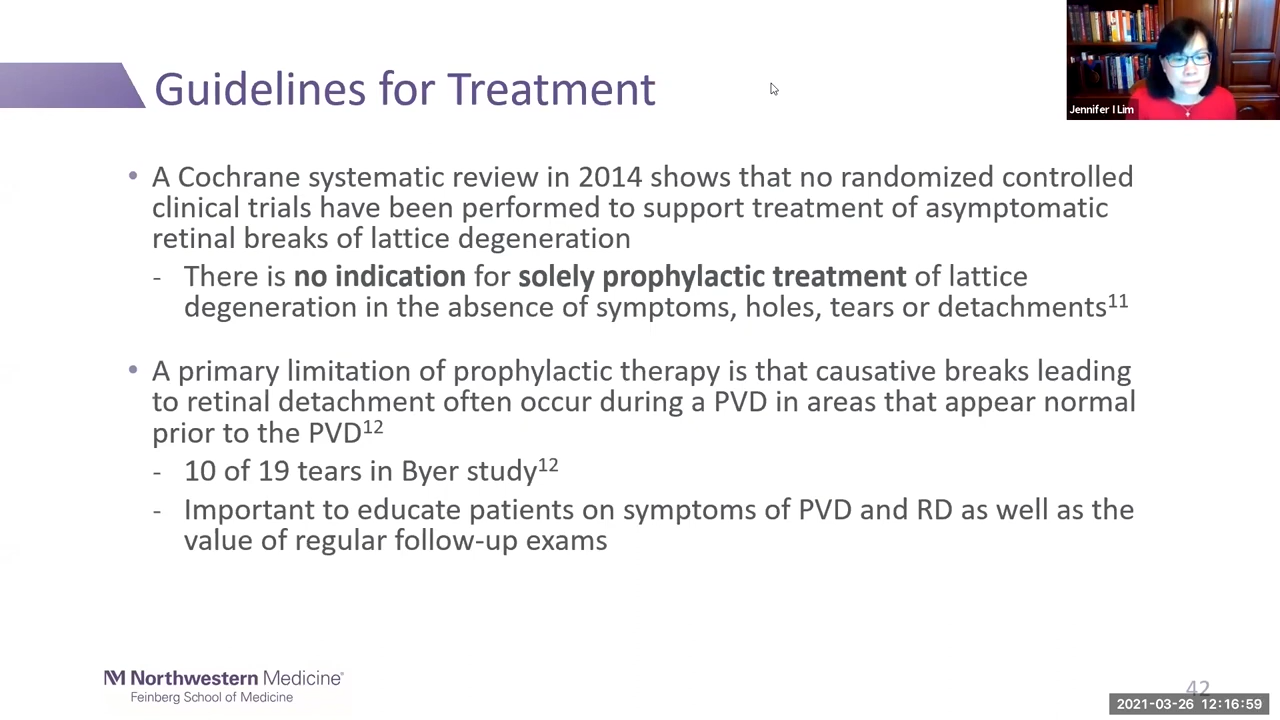 Guidelines for Treatment
Jennifer I Lim
• A Cochrane systematic review in 2014 shows that no randomized controlled
clinical trials have been performed to support treatment of asymptomatic
retinal breaks of lattice degeneration
- There is no indication for solely prophylactic treatment of lattice
degeneration in the absence of symptoms, holes, tears or detachments11
• A primary limitation of prophylactic therapy is that causative breaks leading
to retinal detachment often occur during a PVD in areas that appear normal
prior to the PVD12
- 10 of 19 tears in Byer study12
- Important to educate patients on symptoms of PVD and RD as well as the
value of regular follow-up exams
Northwestern Medicine®
Feinberg School of Medicine
42
2021-03-26 12:16:59